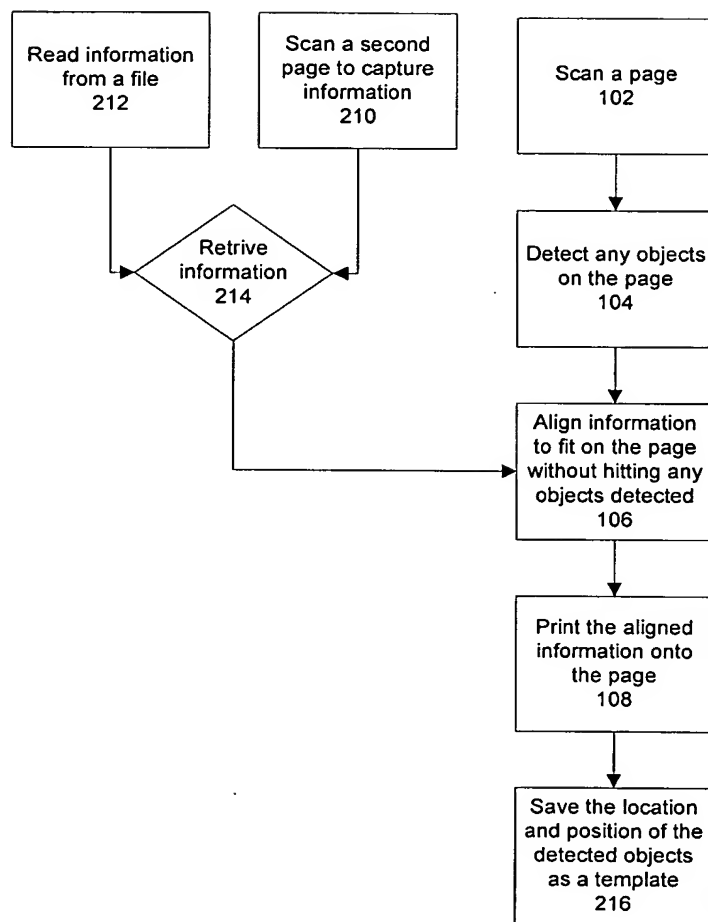 Read information
from a file
212
Scan a second
page to capture
information
210
Scan a page
102
Retrive
information
214
Detect any objects
on the page
104
Align information
to fit on the page
without hitting any
objects detected
106
Print the aligned
information onto
the page
108
Save the location
and position of the
detected objects
as a template
216